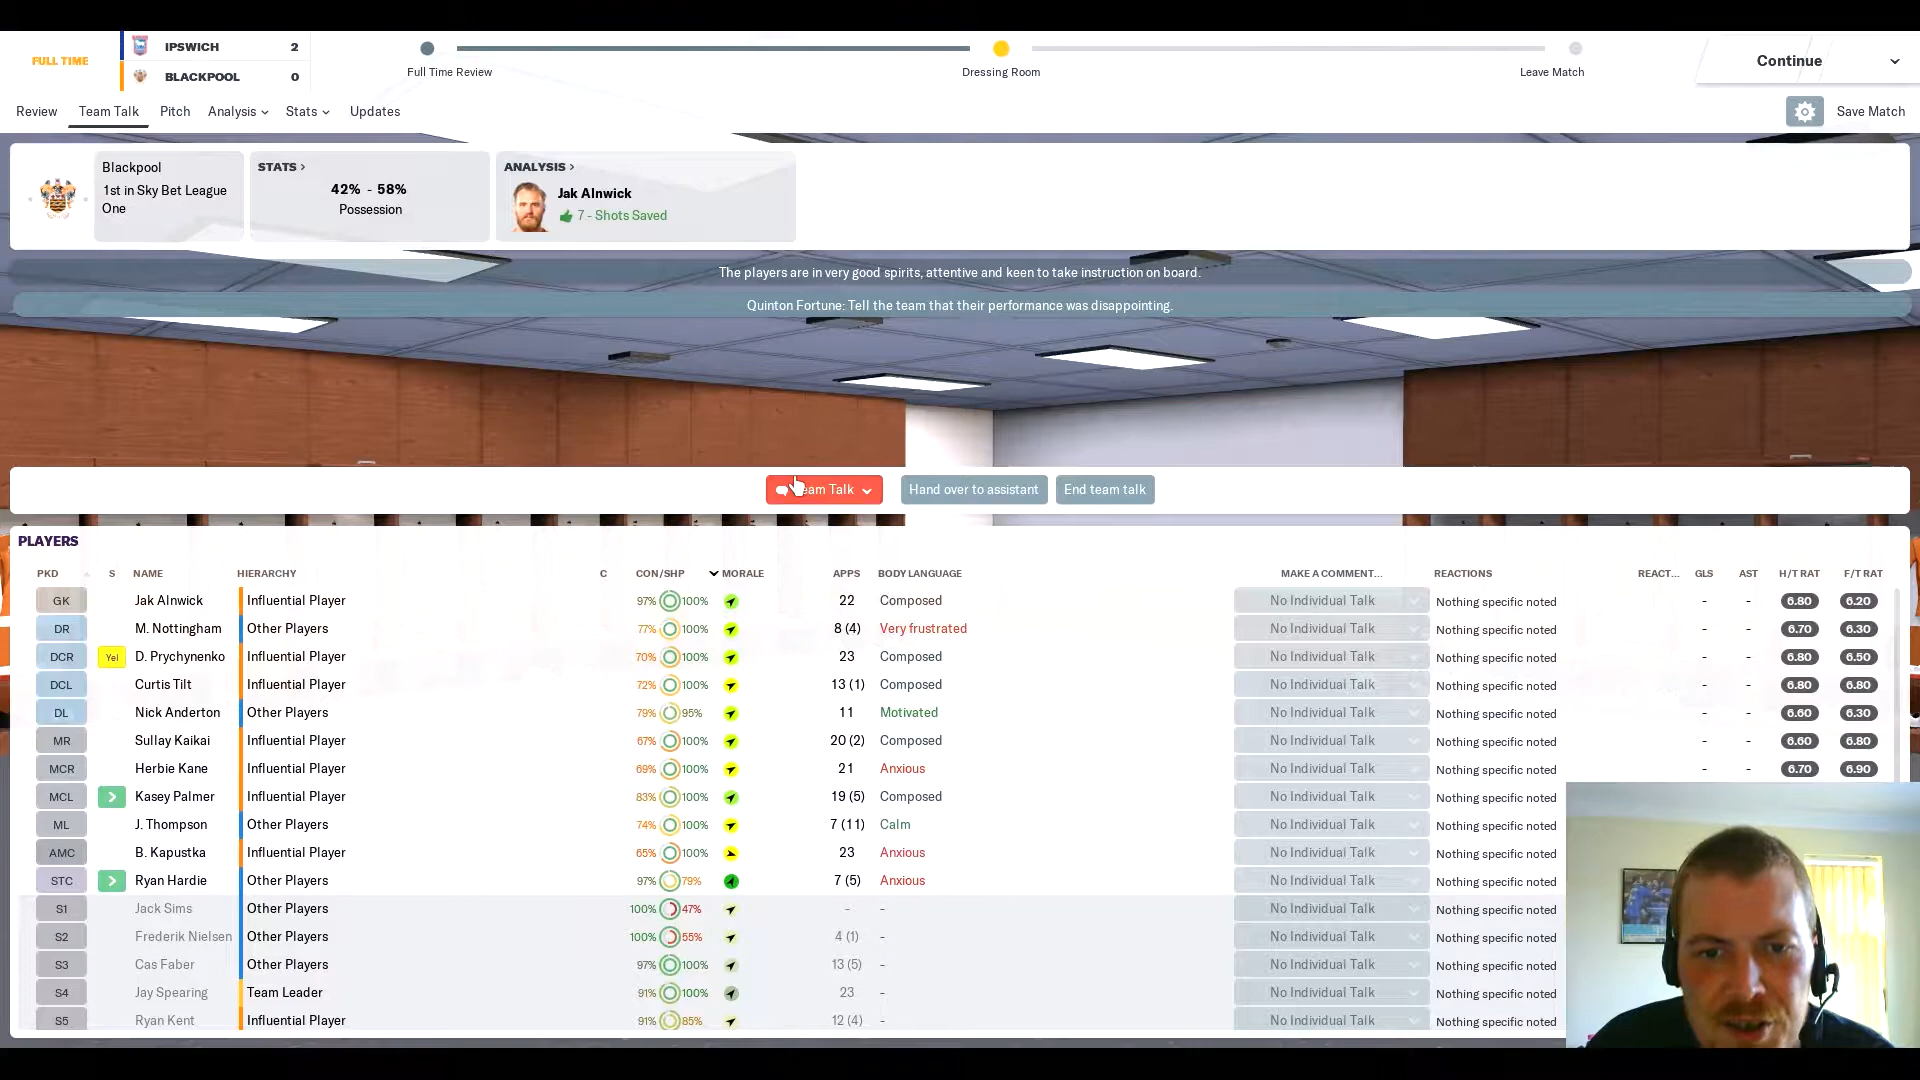 FULL TIME
IPSWICH 2
BLACKPOOL 0
Full Time Review
Dressing Room
Leave Match
Continue
Review Team Talk Pitch Analysis Stats Updates
Save Match
Blackpool
1st in Sky Bet League
One
STATS >
42% - 58%
Possession
ANALYSIS >
Jak Alnwick
7 - Shots Saved
The players are in very good spirits, attentive and keen to take instruction on board.
Quinton Fortune: Tell the team that their performance was disappointing.
Talk Hand over to assistant End team talk
PLAYERS
PKD S NAME HIERARCHY C CON/SHP MORALE APPS BODY LANGUAGE MAKE A COMMENT... REACTIONS REACT... GLS AST H/T RAT F/T RAT
GK Jak Alnwick Influential Player 97% 100% 22 Composed No Individual Talk Nothing specific noted - - 6.80 6.20
DR M. Nottingham Other Players 77% 100% 8 (4) Very frustrated No Individual Talk Nothing specific noted - - 6.70 6.30
DCR Yel D. Prychynenko Influential Player 70% 100% 23 Composed No Individual Talk Nothing specific noted - - 6.80 6.50
DCL Curtis Tilt Influential Player 72% 100% 13 (1) Composed No Individual Talk Nothing specific noted - - 6.80 6.80
DL Nick Anderton Other Players 79% 95% 11 Motivated No Individual Talk Nothing specific noted - - 6.60 6.30
MR Sullay Kaikai Influential Player 67% 100% 20 (2) Composed No Individual Talk Nothing specific noted - - 6.60 6.80
MCR Herbie Kane Influential Player 69% 100% 21 Anxious No Individual Talk Nothing specific noted - - 6.70 6.90
MCL Kasey Palmer Influential Player 83% 100% 19 (5) Composed No Individual Talk Nothing specific noted
ML J. Thompson Other Players 74% 100% 7 (11) Calm No Individual Talk Nothing specific noted
AMC B. Kapustka Influential Player 65% 100% 23 Anxious No Individual Talk Nothing specific noted
STC Ryan Hardie Other Players 97% 79% 7 (5) Anxious No Individual Talk Nothing specific noted
S1 Jack Sims Other Players 100% 47% - - No Individual Talk Nothing specific noted
S2 Frederik Nielsen Other Players 100% 55% 4 (1) - No Individual Talk Nothing specific noted
S3 Cas Faber Other Players 97% 100% 13 (5) - No Individual Talk Nothing specific noted
S4 Jay Spearing Team Leader 91% 100% 23 - No Individual Talk Nothing specific noted
S5 Ryan Kent Influential Player 91% 85% 12 (4) - No Individual Talk Nothing specific noted